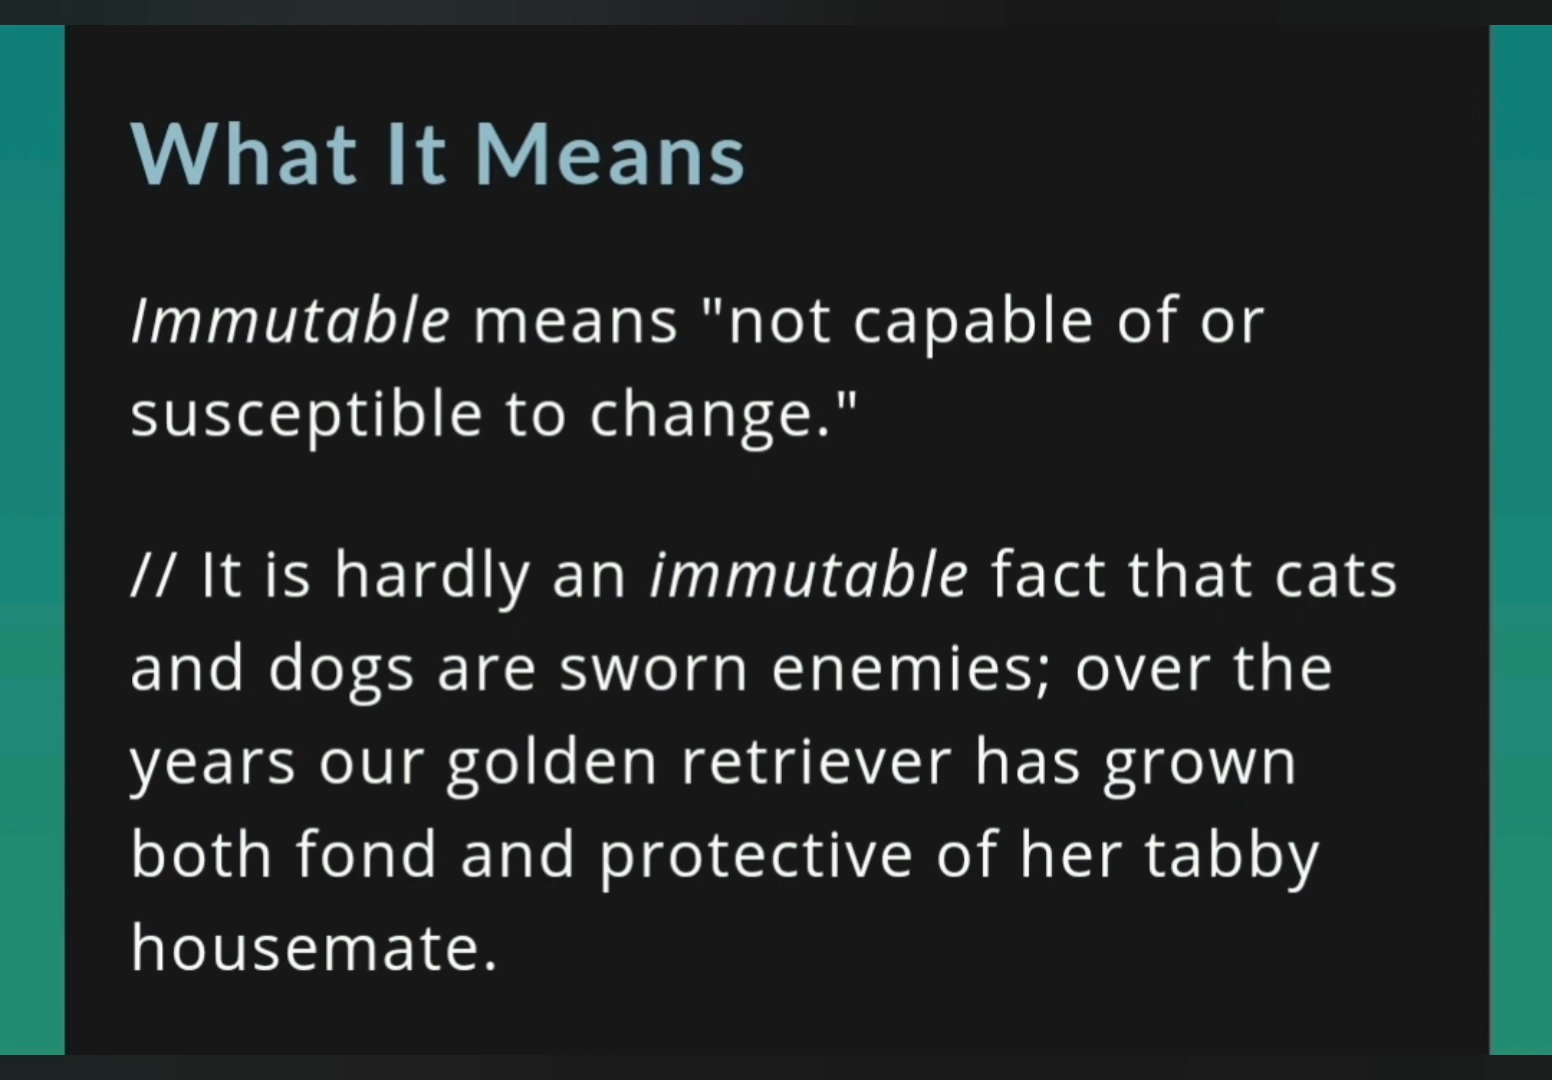 What It Means
Immutable means "not capable of or
susceptible to change."
// It is hardly an immutable fact that cats
and dogs are sworn enemies; over the
years our golden retriever has grown
both fond and protective of her tabby
housemate.